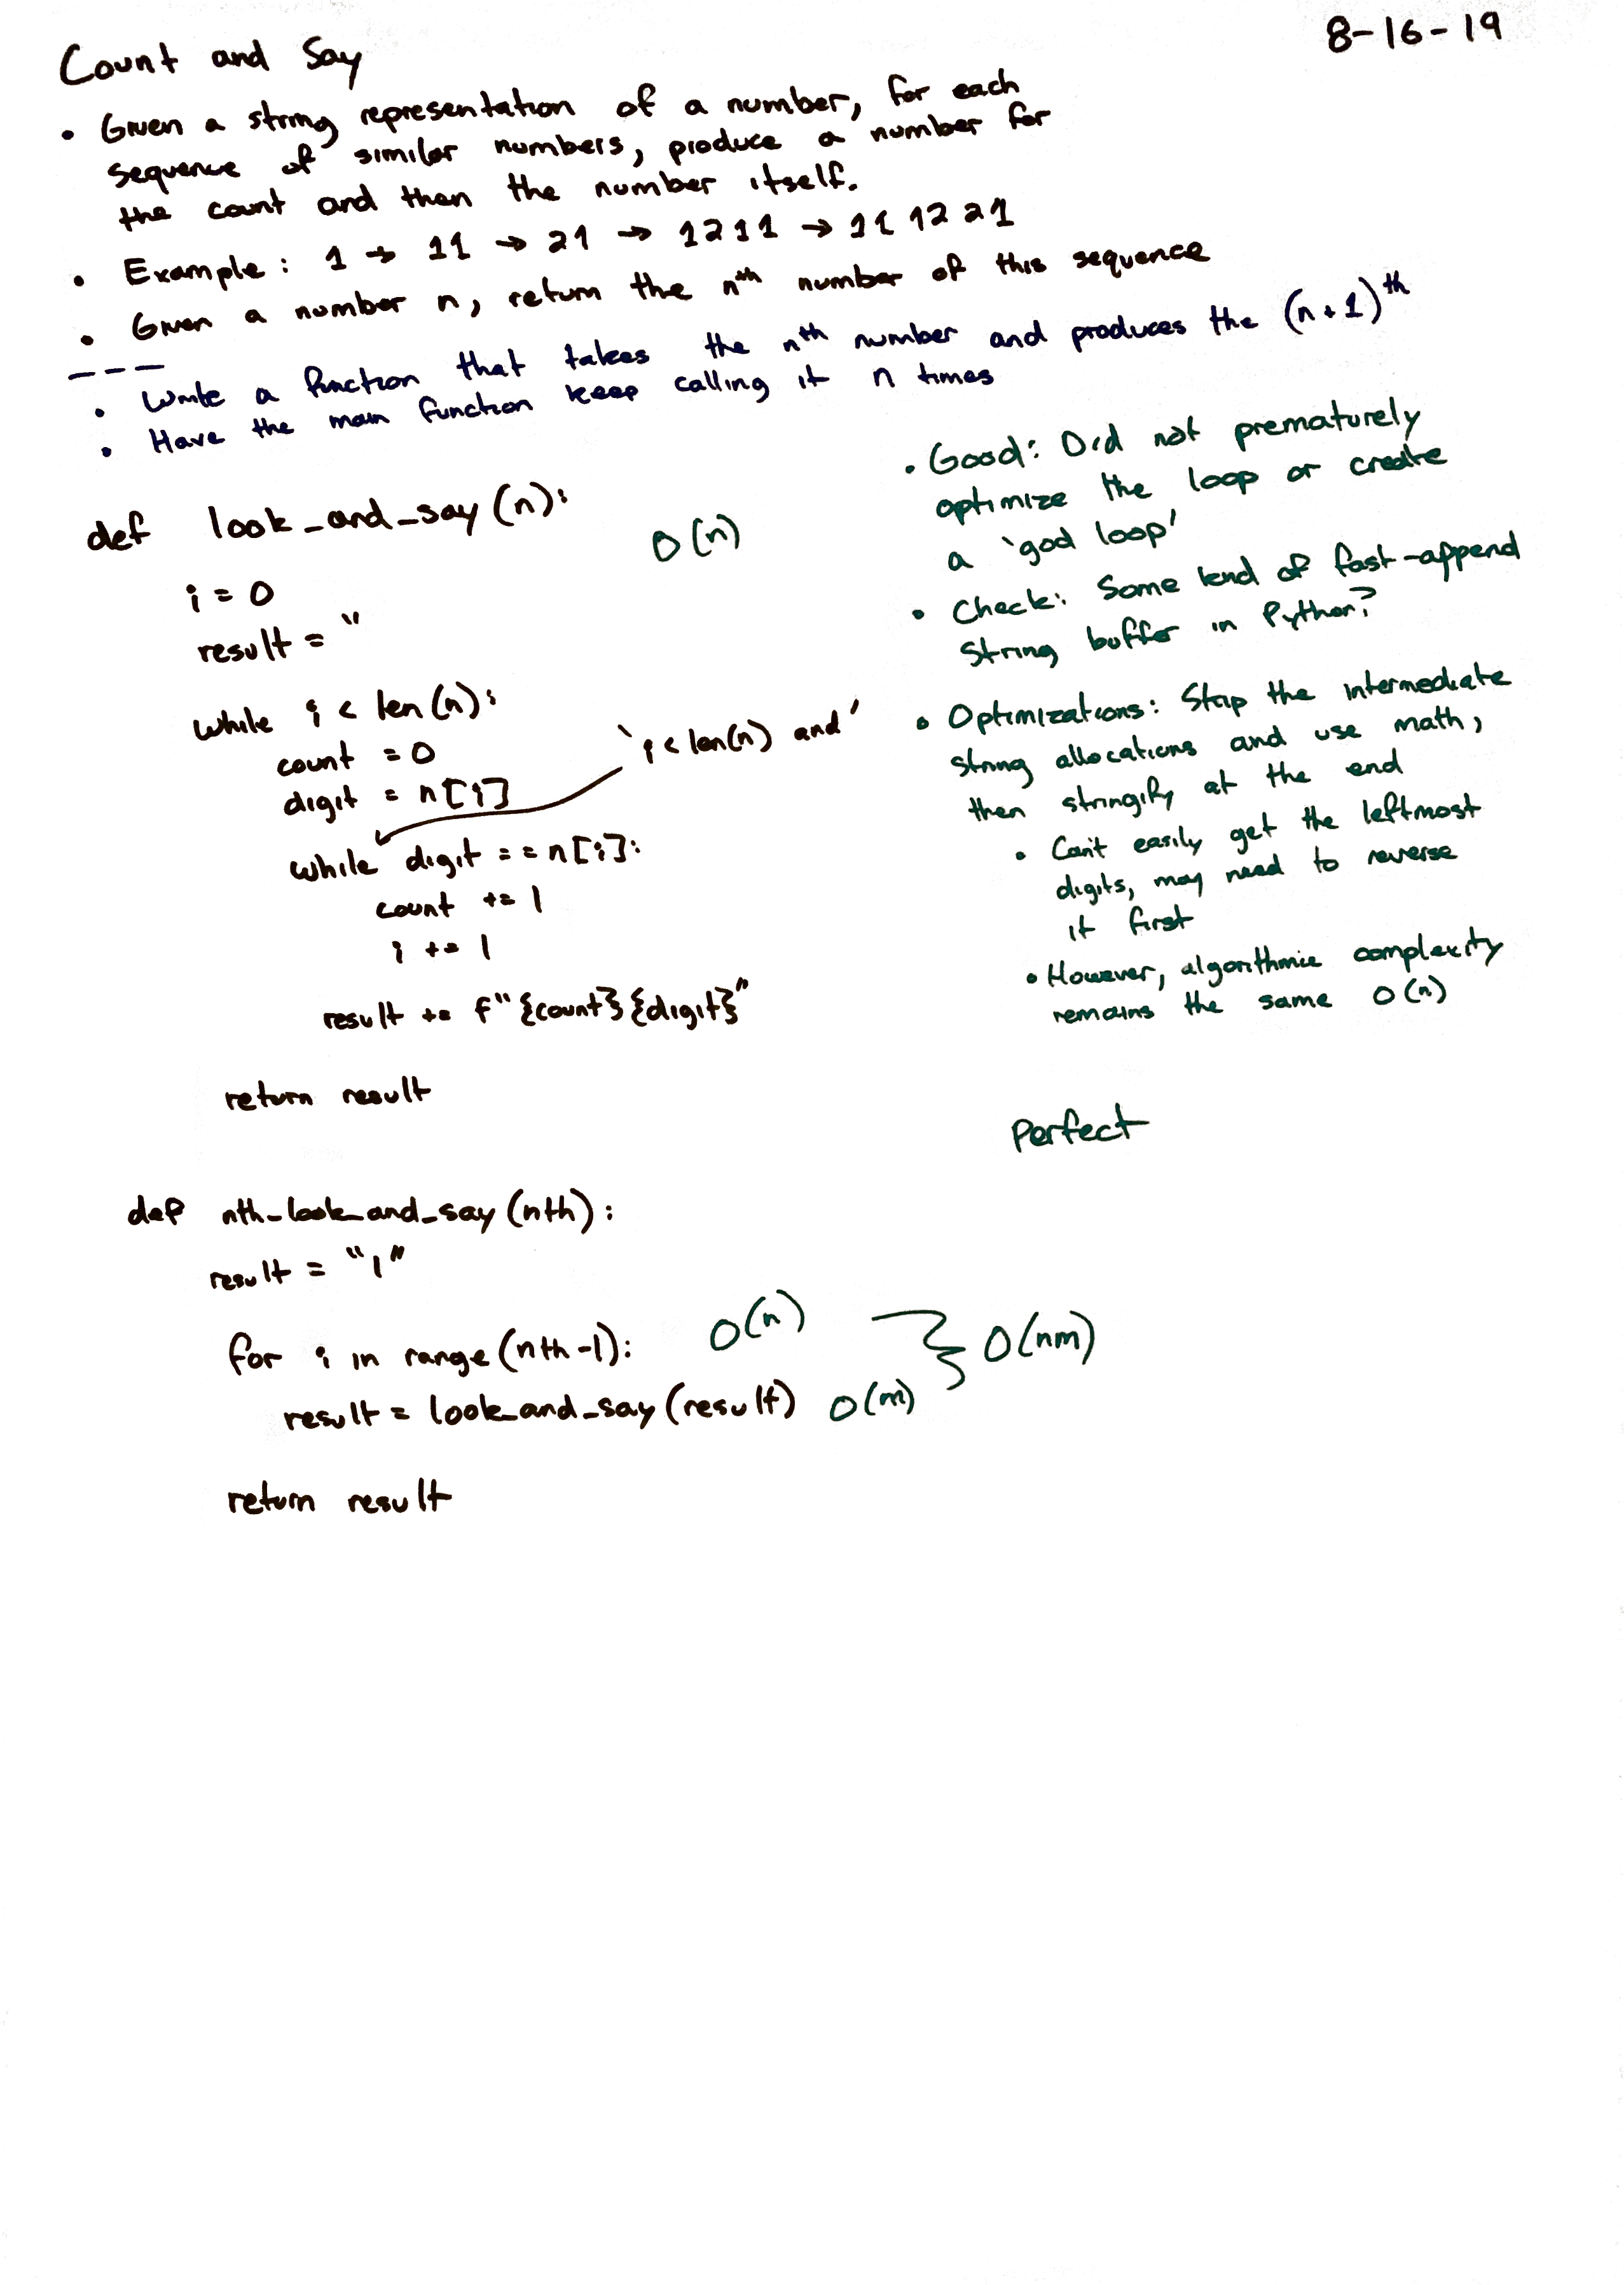 8-16-19
Count and Say
• Given a string representation of a number, for each
sequence of similar numbers, produce a number for
the count and then the number itself.
• Example: 1 → 11 → 21 → 1211 → 11 12 21
• Given a number n, return the nth number of this sequence
---
• Write a function that takes the nth number and produces the (n+1)th
• Have the main function keep calling it n times
def look_and_say(n):
O(n)
i = 0
result = "
while i < len(n):
count = 0
digit = n[i]
`i < len(n) and'
while digit == n[i]:
count += 1
i += 1
result += f"{count}{digit}"
return result
• Good: Did not prematurely
optimize the loop or create
a `god loop'
• Check: Some kind of fast-append
string buffer in Python?
• Optimizations: Skip the intermediate
string allocations and use math,
then stringify at the end
• Can't easily get the leftmost
digits, may need to reverse
it first
• However, algorithmic complexity
remains the same O(n)
Perfect
def nth_look_and_say(nth):
result = "1"
for i in range(nth-1): O(n)
result = look_and_say(result) O(m)
} O(nm)
return result